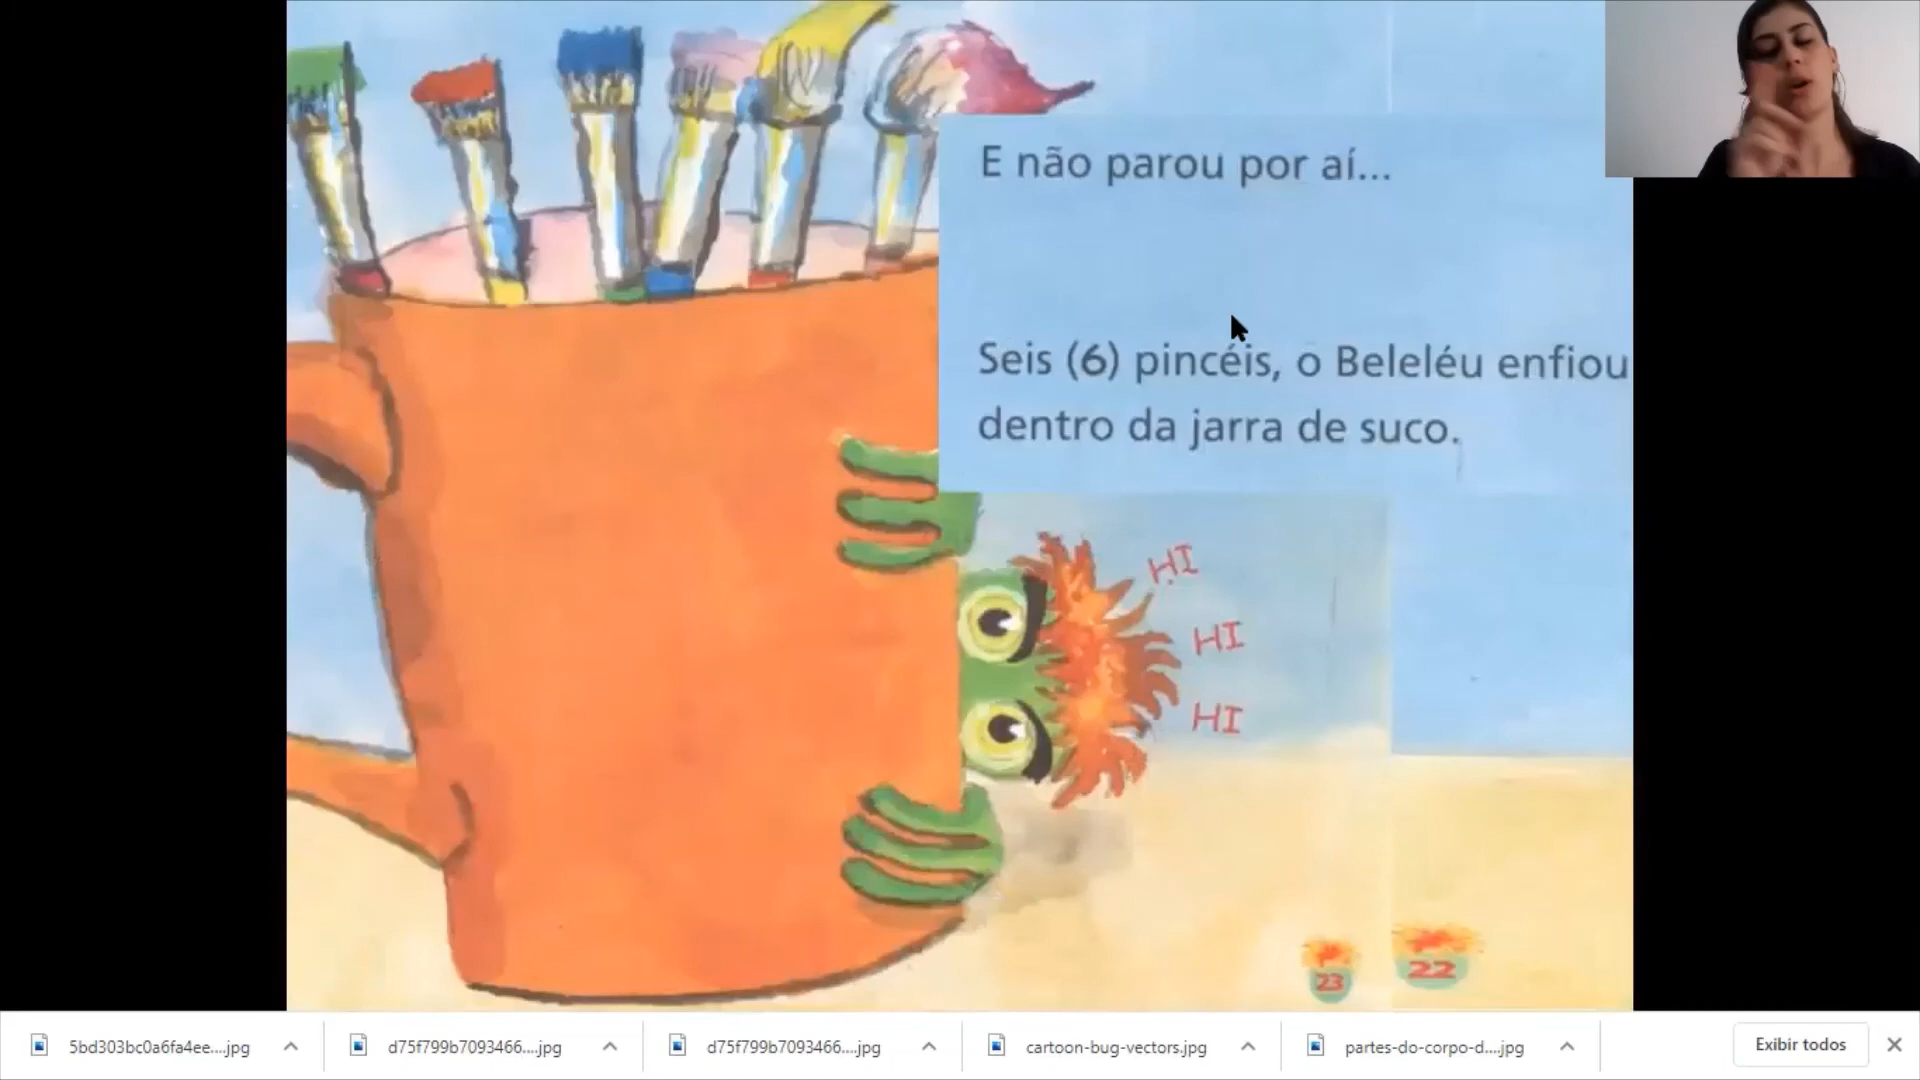 E não parou por aí...
Seis (6) pincéis, o Beleléu enfiou
dentro da jarra de suco.
HI
HI
HI
23
22
5bd303bc0a6fa4ee....jpg
d75f799b7093466....jpg
d75f799b7093466....jpg
cartoon-bug-vectors.jpg
partes-do-corpo-d....jpg
Exibir todos